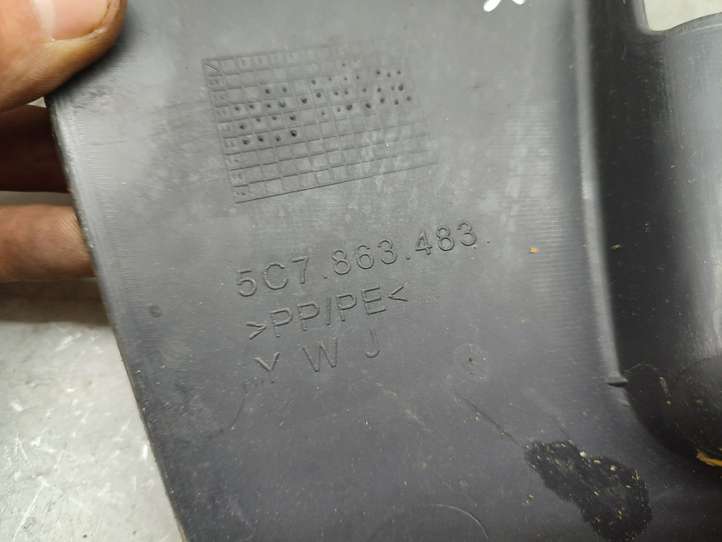 5C7.863.483
>PP/PE<
Y W J